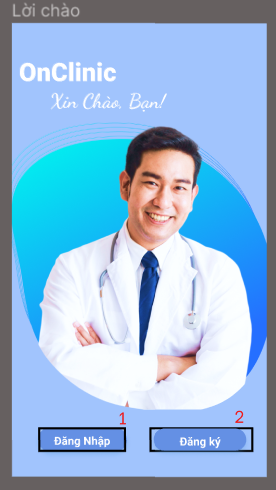 Lời chào
OnClinic
Xin Chào, Bạn!
1
2
Đăng Nhập
Đăng ký